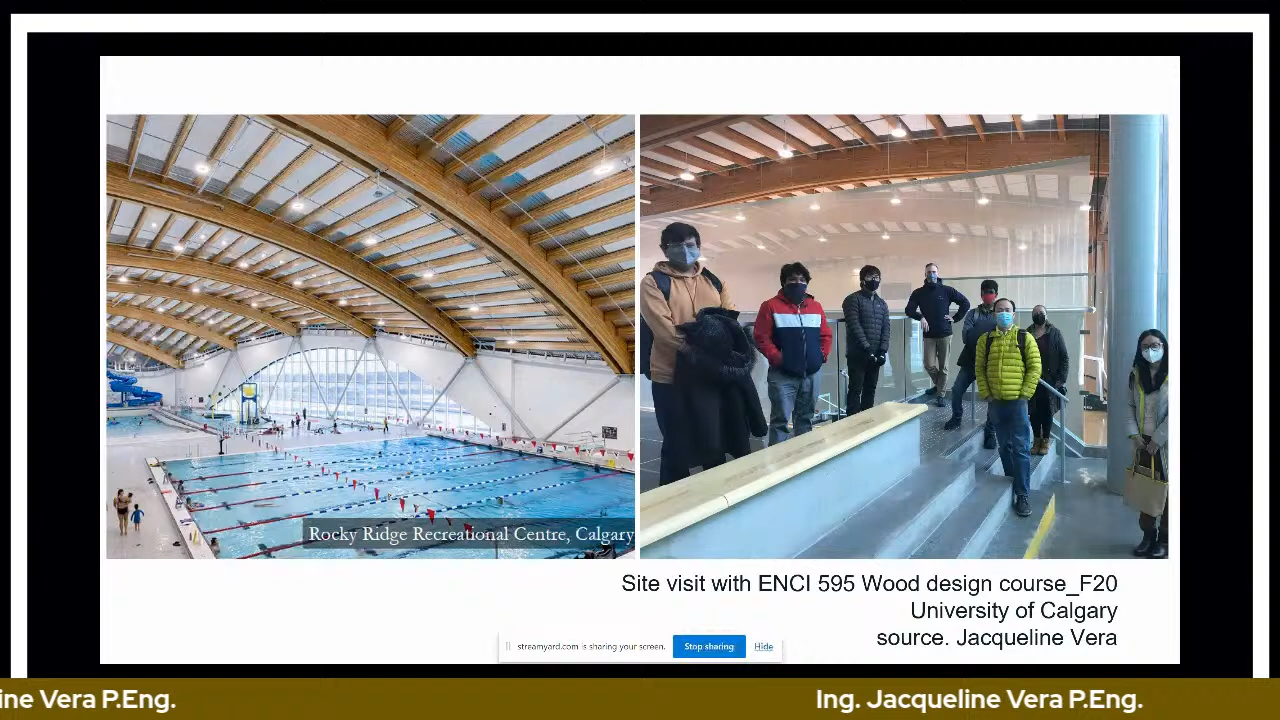 Rocky Ridge Recreational Centre, Calgary
Site visit with ENCI 595 Wood design course_F20
University of Calgary
source. Jacqueline Vera
streamyard.com is sharing your screen.
Stop sharing
Hide
ine Vera P.Eng.
Ing. Jacqueline Vera P.Eng.